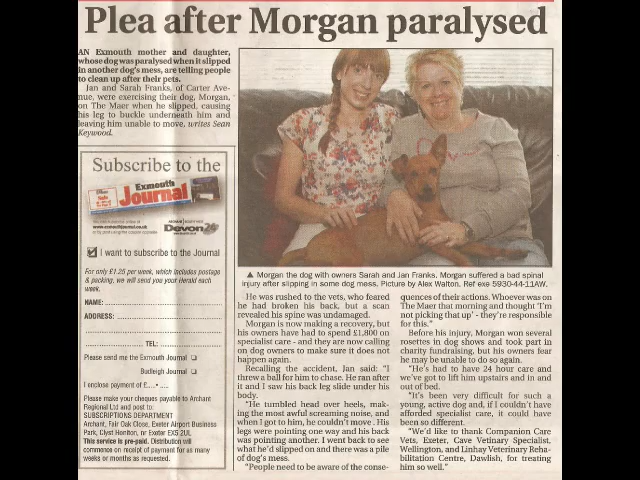 Plea after Morgan paralysed
AN Exmouth mother and daughter,
whose dog was paralysed when it slipped
in another dog's mess, are telling people
to clean up after their pets.
Jan and Sarah Franks, of Carter Ave-
nue, were exercising their dog, Morgan,
on The Maer when he slipped, causing
his leg to buckle underneath him and
leaving him unable to move, writes Sean
Keywood.
Subscribe to the
Exmouth
Journal
www.exmouthjournal.co.uk
Devon24
I want to subscribe to the Journal
For only £1.25 per week, which includes postage
& packing, we will send you your Herald each
week.
NAME:
ADDRESS:
TEL:
Please send me the Exmouth Journal ❏
Budleigh Journal ❏
I enclose payment of £.....•.....
Please make your cheques payable to Archant
Regional Ltd and post to:
SUBSCRIPTIONS DEPARTMENT
Archant, Fair Oak Close, Exeter Airport Business
Park, Clyst Honiton, nr Exeter EX5 2UL
This service is pre-paid. Distribution will
commence on receipt of payment for as many
weeks or months as requested.
▲ Morgan the dog with owners Sarah and Jan Franks. Morgan suffered a bad spinal
injury after slipping in some dog mess. Picture by Alex Walton. Ref exe 5930-44-11AW.
He was rushed to the vets, who feared
he had broken his back, but a scan
revealed his spine was undamaged.
Morgan is now making a recovery, but
his owners have had to spend £1,800 on
specialist care - and they are now calling
on dog owners to make sure it does not
happen again.
Recalling the accident, Jan said: "I
threw a ball for him to chase. He ran after
it and I saw his back leg slide under his
body.
"He tumbled head over heels, making
the most awful screaming noise, and
when I got to him, he couldn't move. His
legs were pointing one way and his back
was pointing another. I went back to see
what he'd slipped on and there was a pile
of dog's mess.
"People need to be aware of the conse-
quences of their actions. Whoever was on
The Maer that morning and thought 'I'm
not picking that up' - they're responsible
for this."
Before his injury, Morgan won several
rosettes in dog shows and took part in
charity fundraising, but his owners fear
he may be unable to do so again.
"He's had to have 24 hour care and
we've got to lift him upstairs and in and
out of bed.
"It's been very difficult for such a
young, active dog and, if I couldn't have
afforded specialist care, it could have
been so different.
"We'd like to thank Companion Care
Vets, Exeter, Cave Vetinary Specialist,
Wellington, and Linhay Veterinary Reha-
bilitation Centre, Dawlish, for treating
him so well."